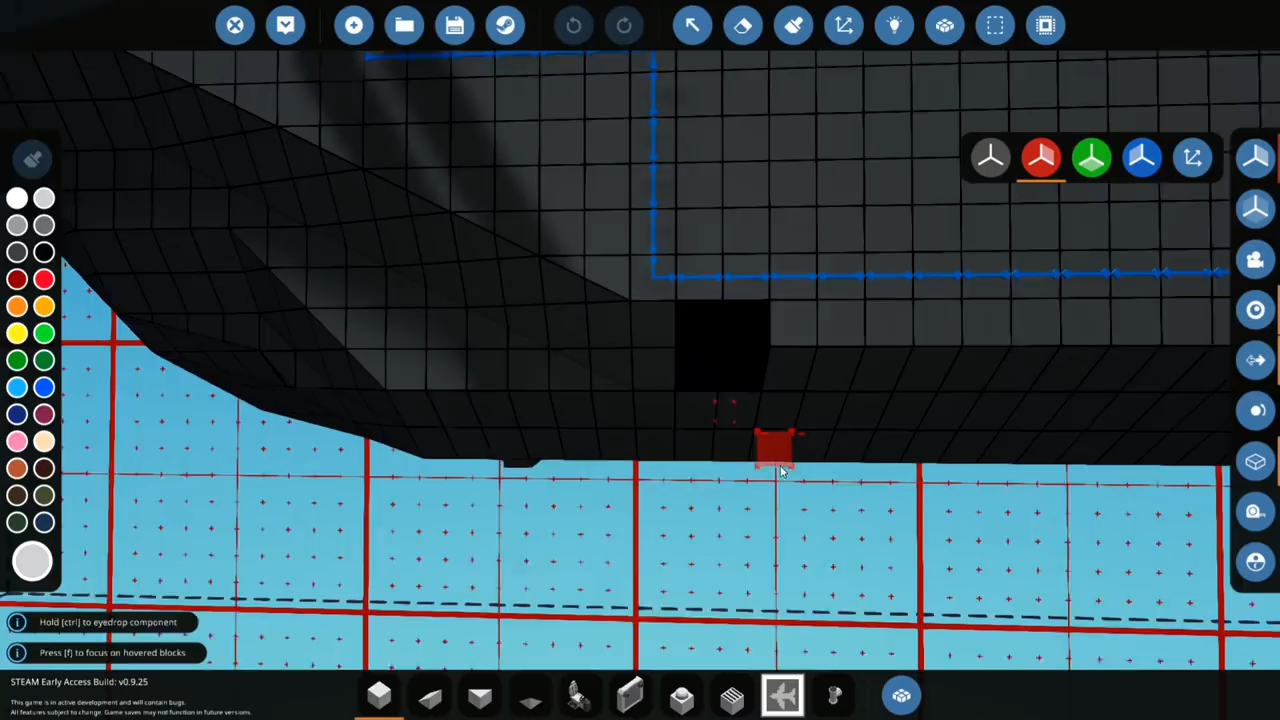 Hold [ctrl] to eyedrop component
Press [f] to focus on hovered blocks
STEAM Early Access Build: v0.9.25
This game is in active development and will contain bugs.
All features subject to change. Game saves may not function in future versions.